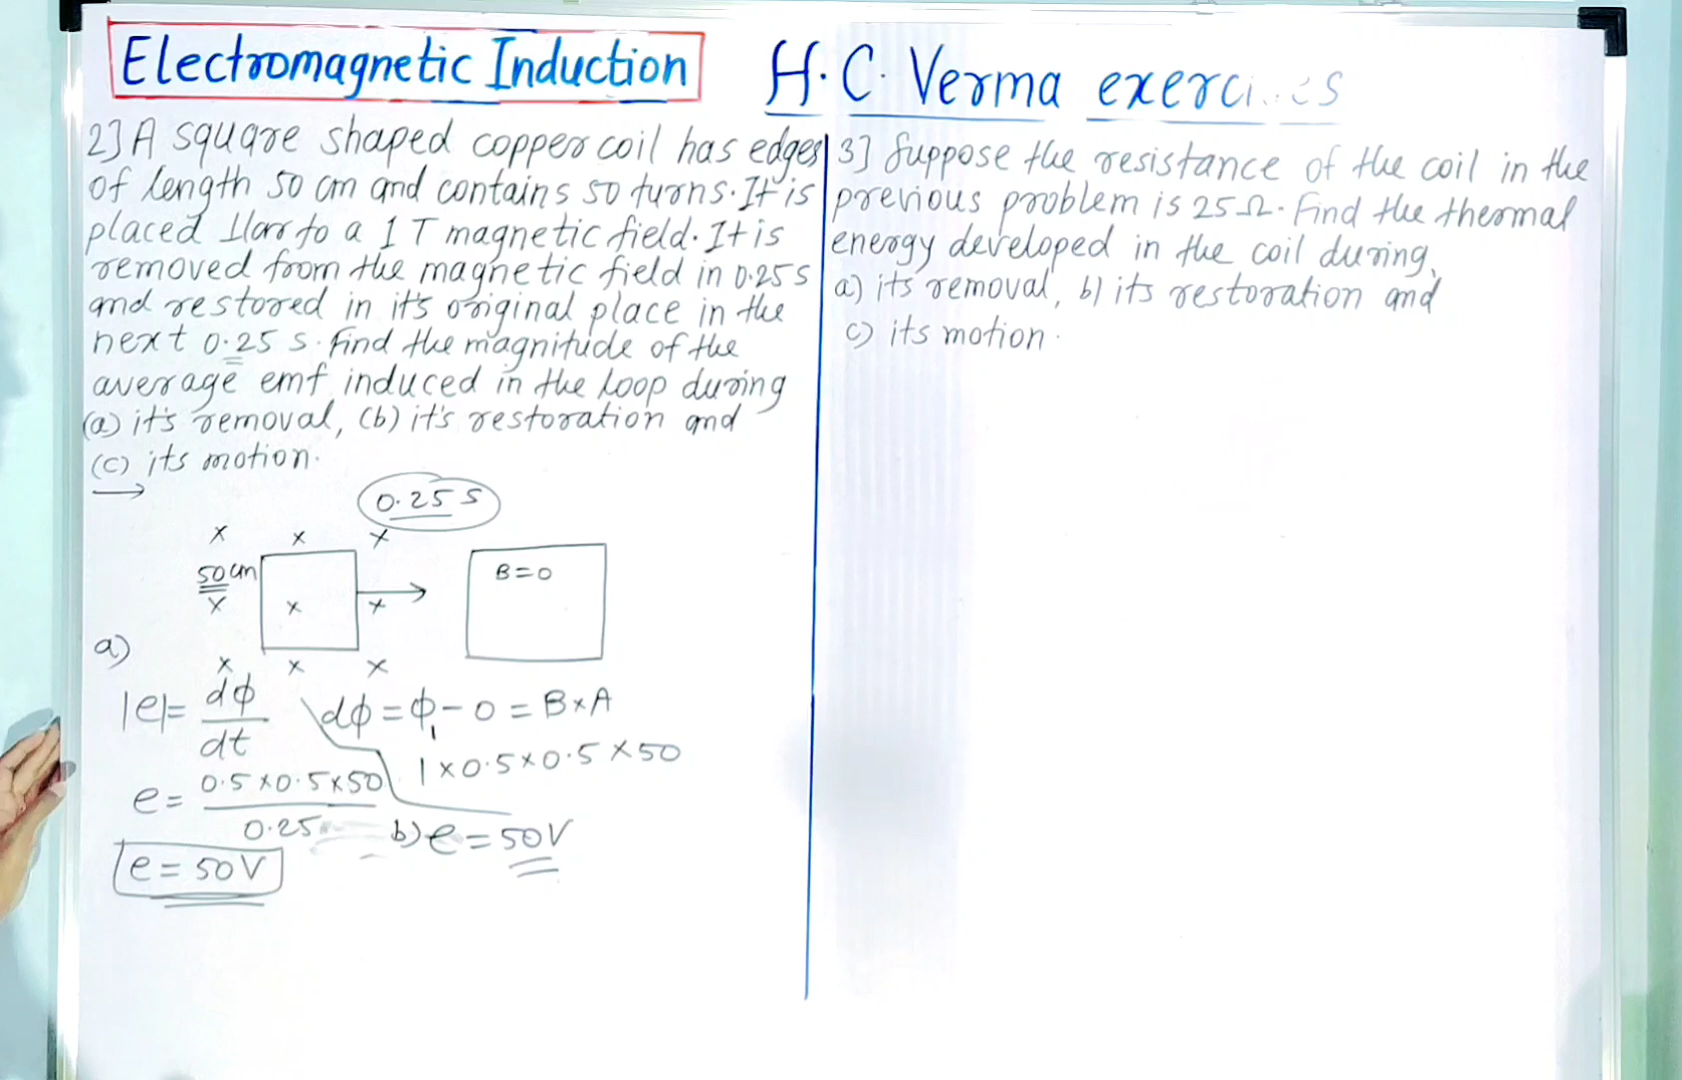 Electromagnetic Induction
H. C. Verma
2] A square shaped copper coil has edges
of length 50 cm and contains 50 turns. It is
placed to a 1 T magnetic field. It is
removed from the magnetic field in 0.25 s
and restored in it's original place in the
next 0.25 s. Find the magnitude of the
average emf induced in the loop during
(a) it's removal, (b) it's restoration and
(c) its motion.
→
0.25 s
x x x
50 cm
B=0
x x x
a)
x x x
|e|= dϕ/dt
dϕ = ϕ₁ - 0 = B×A
1×0.5×0.5×50
e = 0.5×0.5×50/0.25
b) e = 50V
e = 50V
3] Suppose the resistance of the coil in the
previous problem is 25Ω. Find the thermal
energy developed in the coil during,
a) its removal, b) its restoration and
c) its motion.